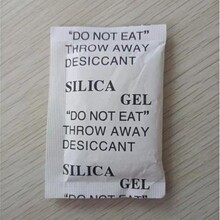 "DO NOT EAT"
THROW AWAY
DESICCANT
SILICA
GEL
"DO NOT EAT"
THROW AWAY
DESICCANT
SILICA
GEL